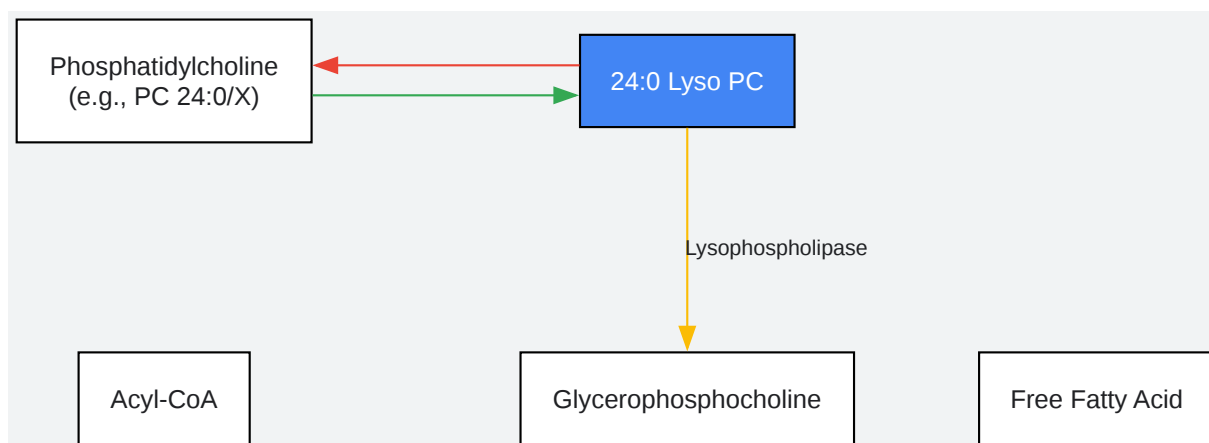 Phosphatidylcholine
(e.g., PC 24:0/X)
24:0 Lyso PC
Lysophospholipase
Acyl-CoA
Glycerophosphocholine
Free Fatty Acid